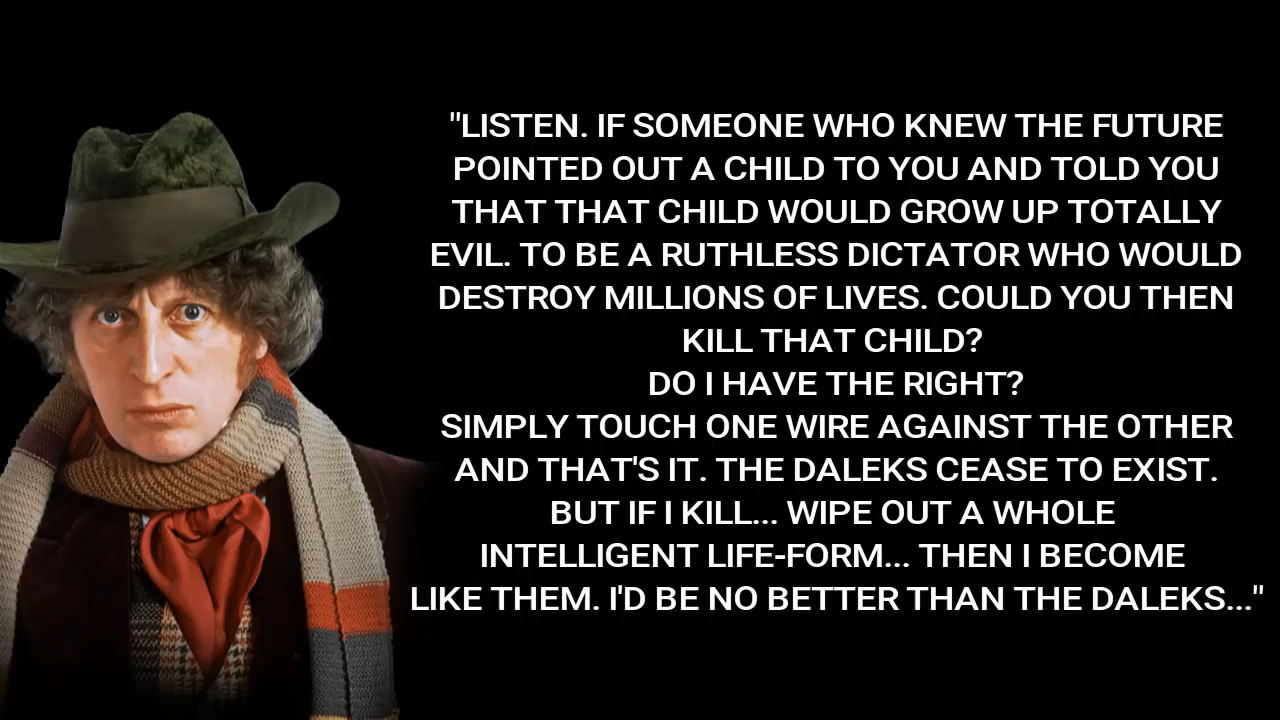 "LISTEN. IF SOMEONE WHO KNEW THE FUTURE
POINTED OUT A CHILD TO YOU AND TOLD YOU
THAT THAT CHILD WOULD GROW UP TOTALLY
EVIL. TO BE A RUTHLESS DICTATOR WHO WOULD
DESTROY MILLIONS OF LIVES. COULD YOU THEN
KILL THAT CHILD?
DO I HAVE THE RIGHT?
SIMPLY TOUCH ONE WIRE AGAINST THE OTHER
AND THAT'S IT. THE DALEKS CEASE TO EXIST.
BUT IF I KILL... WIPE OUT A WHOLE
INTELLIGENT LIFE-FORM... THEN I BECOME
LIKE THEM. I'D BE NO BETTER THAN THE DALEKS..."